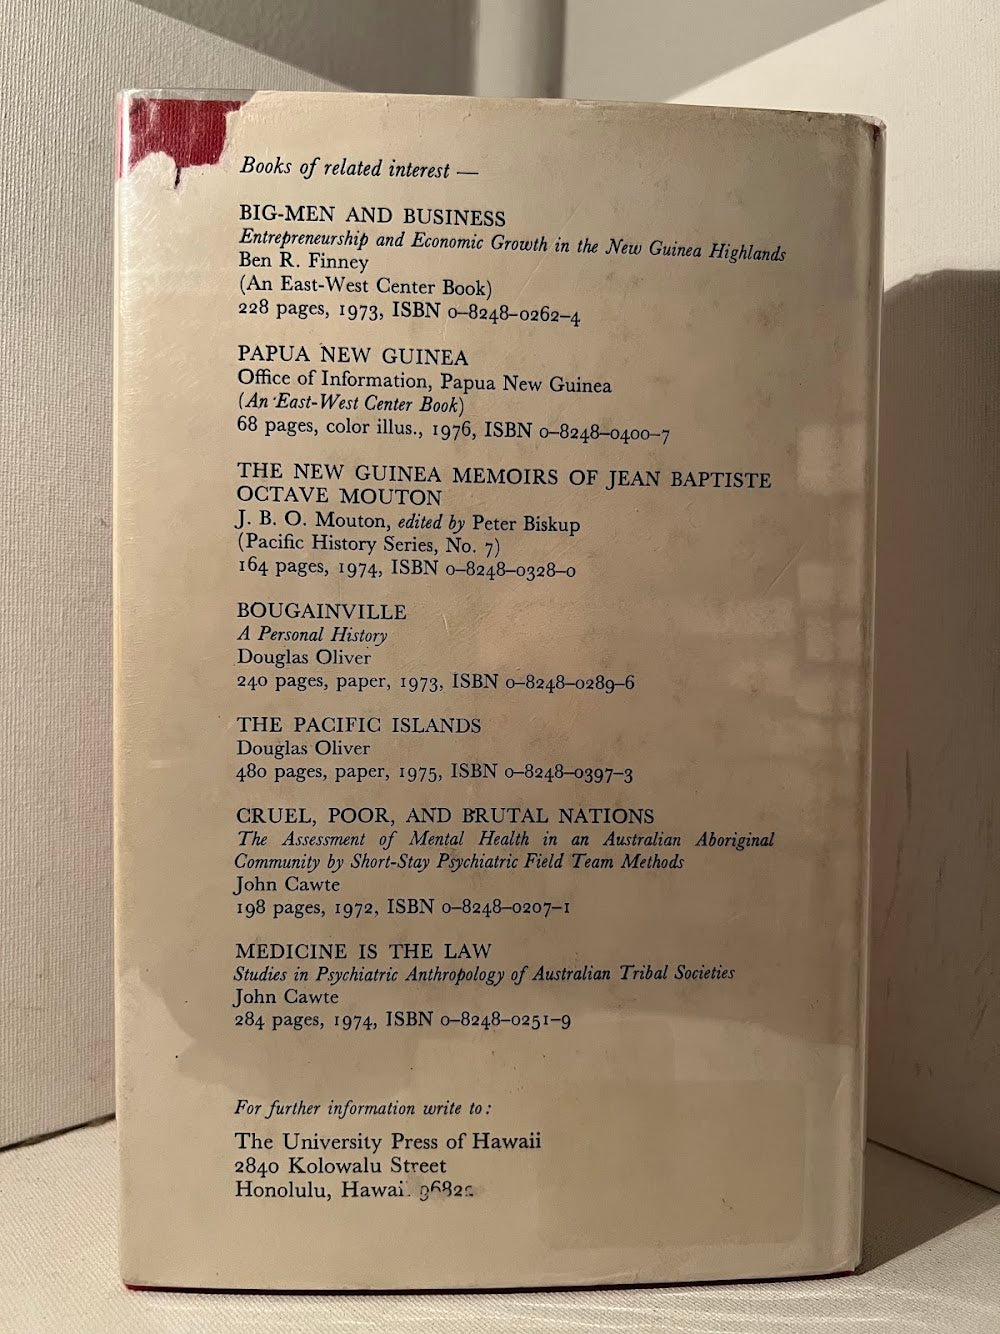 Books of related interest —
BIG-MEN AND BUSINESS
Entrepreneurship and Economic Growth in the New Guinea Highlands
Ben R. Finney
(An East-West Center Book)
228 pages, 1973, ISBN 0–8248–0262–4
PAPUA NEW GUINEA
Office of Information, Papua New Guinea
(An East-West Center Book)
68 pages, color illus., 1976, ISBN 0–8248–0400–7
THE NEW GUINEA MEMOIRS OF JEAN BAPTISTE
OCTAVE MOUTON
J. B. O. Mouton, edited by Peter Biskup
(Pacific History Series, No. 7)
164 pages, 1974, ISBN 0–8248–0328–0
BOUGAINVILLE
A Personal History
Douglas Oliver
240 pages, paper, 1973, ISBN 0–8248–0289–6
THE PACIFIC ISLANDS
Douglas Oliver
480 pages, paper, 1975, ISBN 0–8248–0397–3
CRUEL, POOR, AND BRUTAL NATIONS
The Assessment of Mental Health in an Australian Aboriginal
Community by Short-Stay Psychiatric Field Team Methods
John Cawte
198 pages, 1972, ISBN 0–8248–0207–1
MEDICINE IS THE LAW
Studies in Psychiatric Anthropology of Australian Tribal Societies
John Cawte
284 pages, 1974, ISBN 0–8248–0251–9
For further information write to:
The University Press of Hawaii
2840 Kolowalu Street
Honolulu, Hawaii